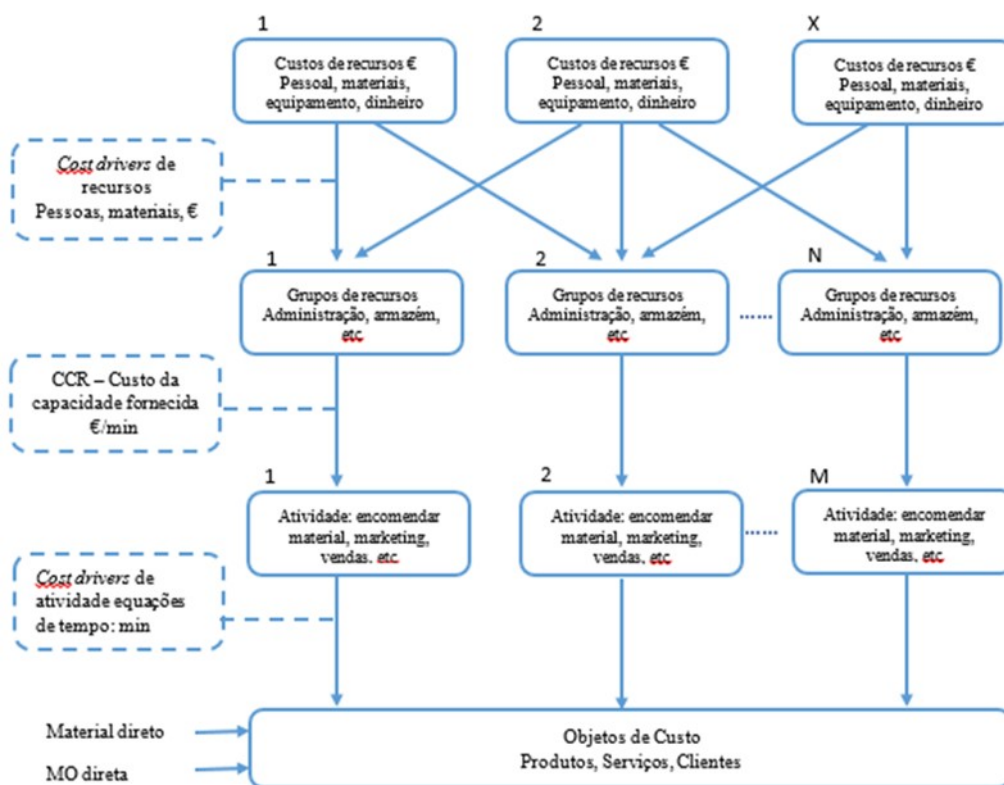 1
2
X
Custos de recursos €
Pessoal, materiais,
equipamento, dinheiro
Custos de recursos €
Pessoal, materiais,
equipamento, dinheiro
Custos de recursos €
Pessoal, materiais,
equipamento, dinheiro
Cost drivers de
recursos
Pessoas, materiais, €
1
2
N
Grupos de recursos
Administração, armazém,
etc
Grupos de recursos
Administração, armazém,
etc
......
Grupos de recursos
Administração, armazém,
etc
CCR – Custo da
capacidade fornecida
€/min
1
2
M
Atividade: encomendar
material, marketing,
vendas, etc
Atividade: encomendar
material, marketing,
vendas, etc
......
Atividade: encomendar
material, marketing,
vendas, etc
Cost drivers de
atividade equações
de tempo: min
Material direto
MO direta
Objetos de Custo
Produtos, Serviços, Clientes